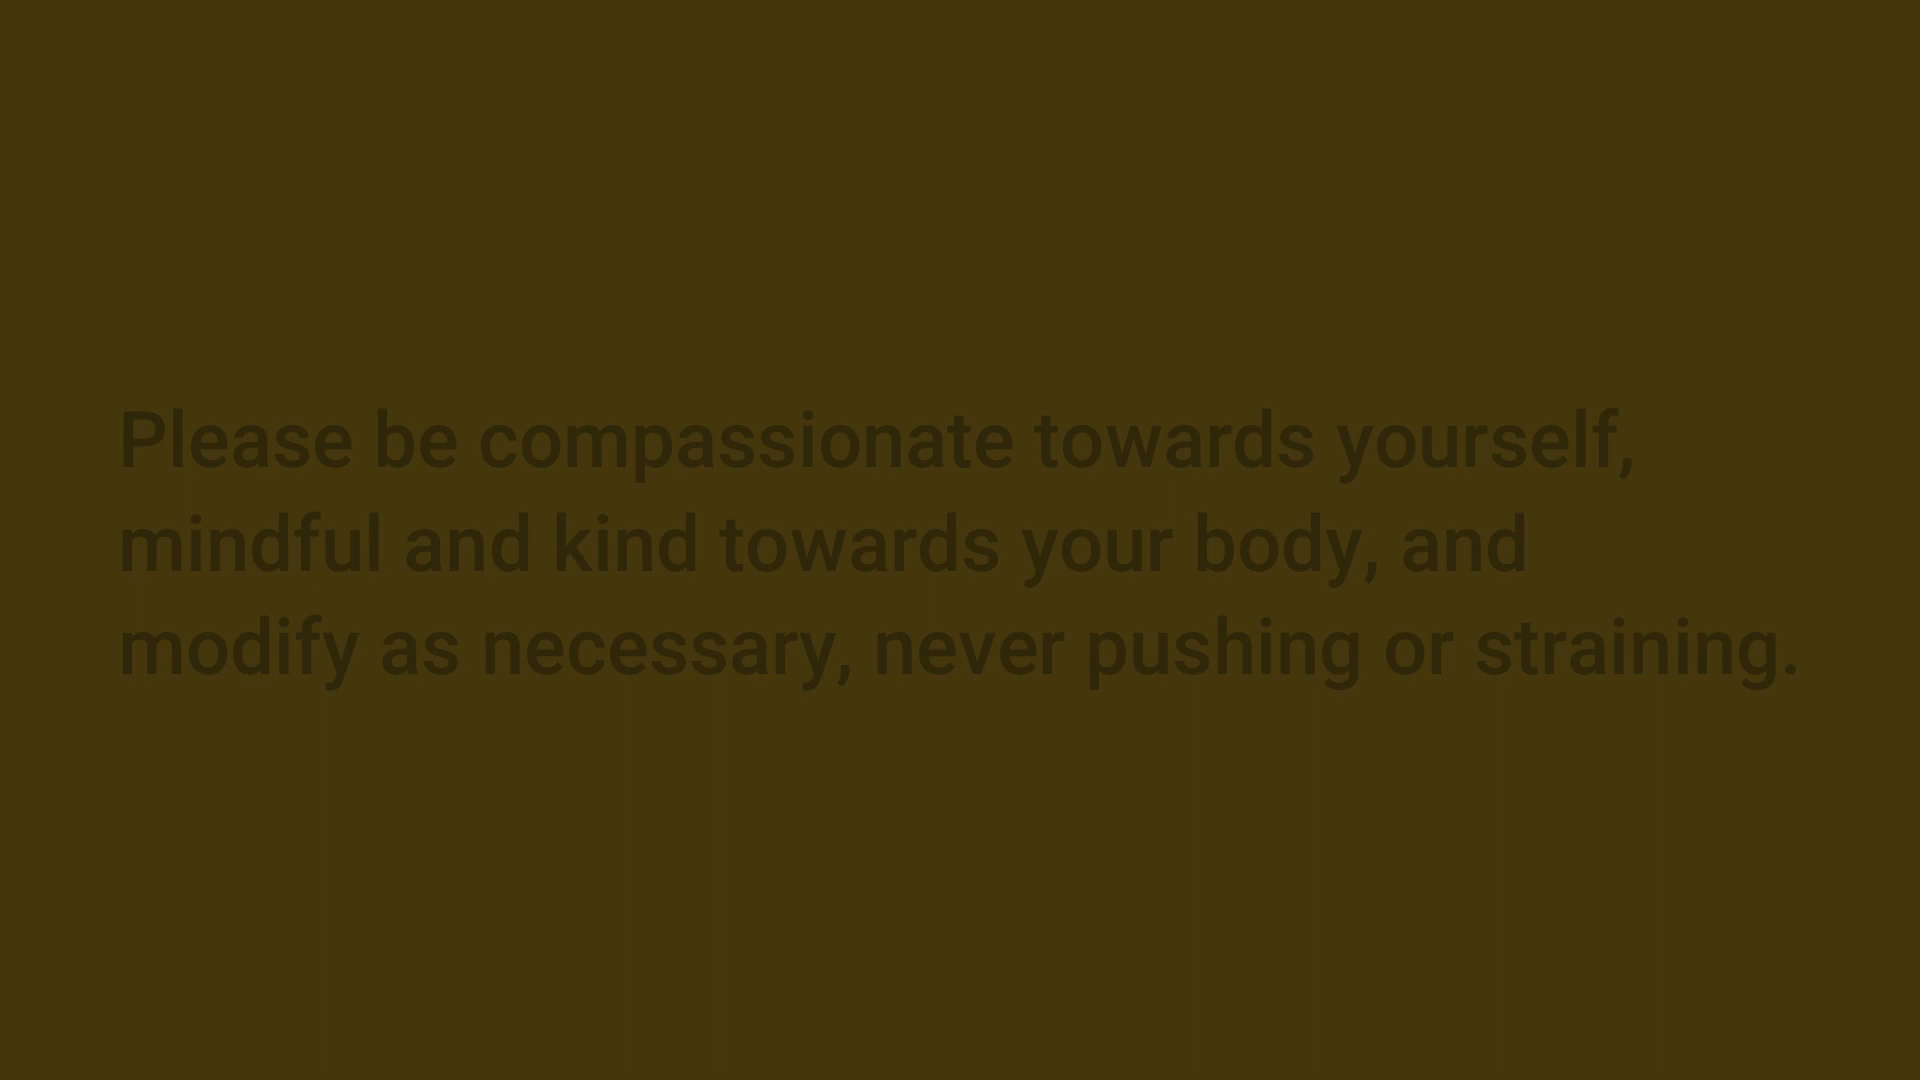 Please be compassionate towards yourself,
mindful and kind towards your body, and
modify as necessary, never pushing or straining.